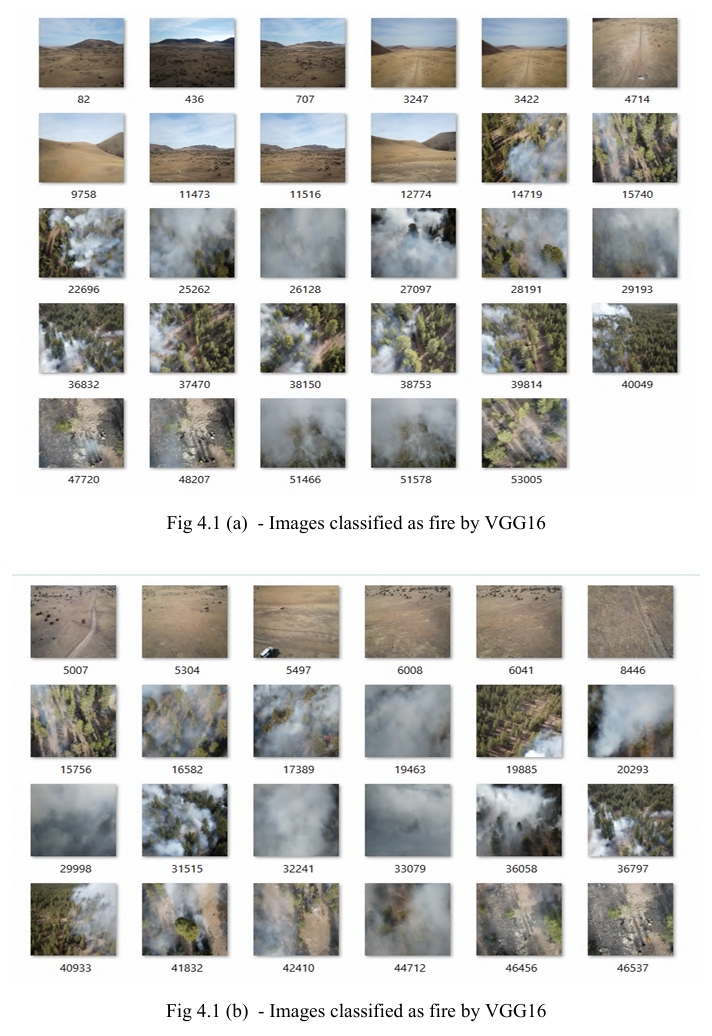 82 436 707 3247 3422 4714
9758 11473 11516 12774 14719 15740
22696 25262 26128 27097 28191 29193
36832 37470 38150 38753 39814 40049
47720 48207 51466 51578 53005
Fig 4.1 (a) - Images classified as fire by VGG16
5007 5304 5497 6008 6041 8446
15756 16582 17389 19463 19885 20293
29998 31515 32241 33079 36058 36797
40933 41832 42410 44712 46456 46537
Fig 4.1 (b) - Images classified as fire by VGG16